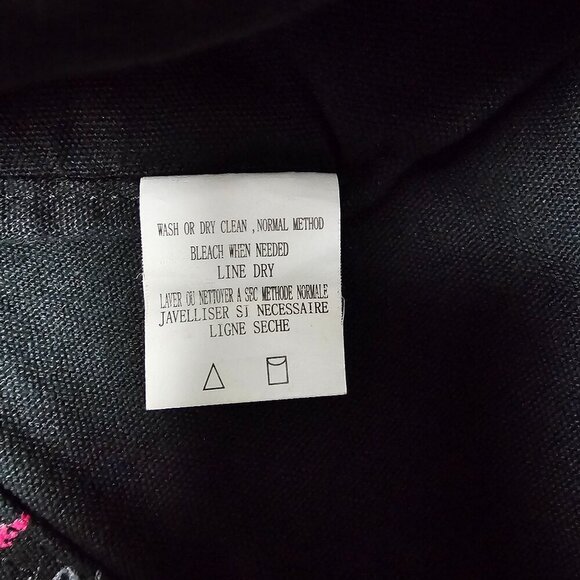 WASH OR DRY CLEAN ,NORMAL METHOD
BLEACH WHEN NEEDED
LINE DRY
LAVER OU NETTOYER A SEC METHODE NORMALE
JAVELLISER SI NECESSAIRE
LIGNE SECHE